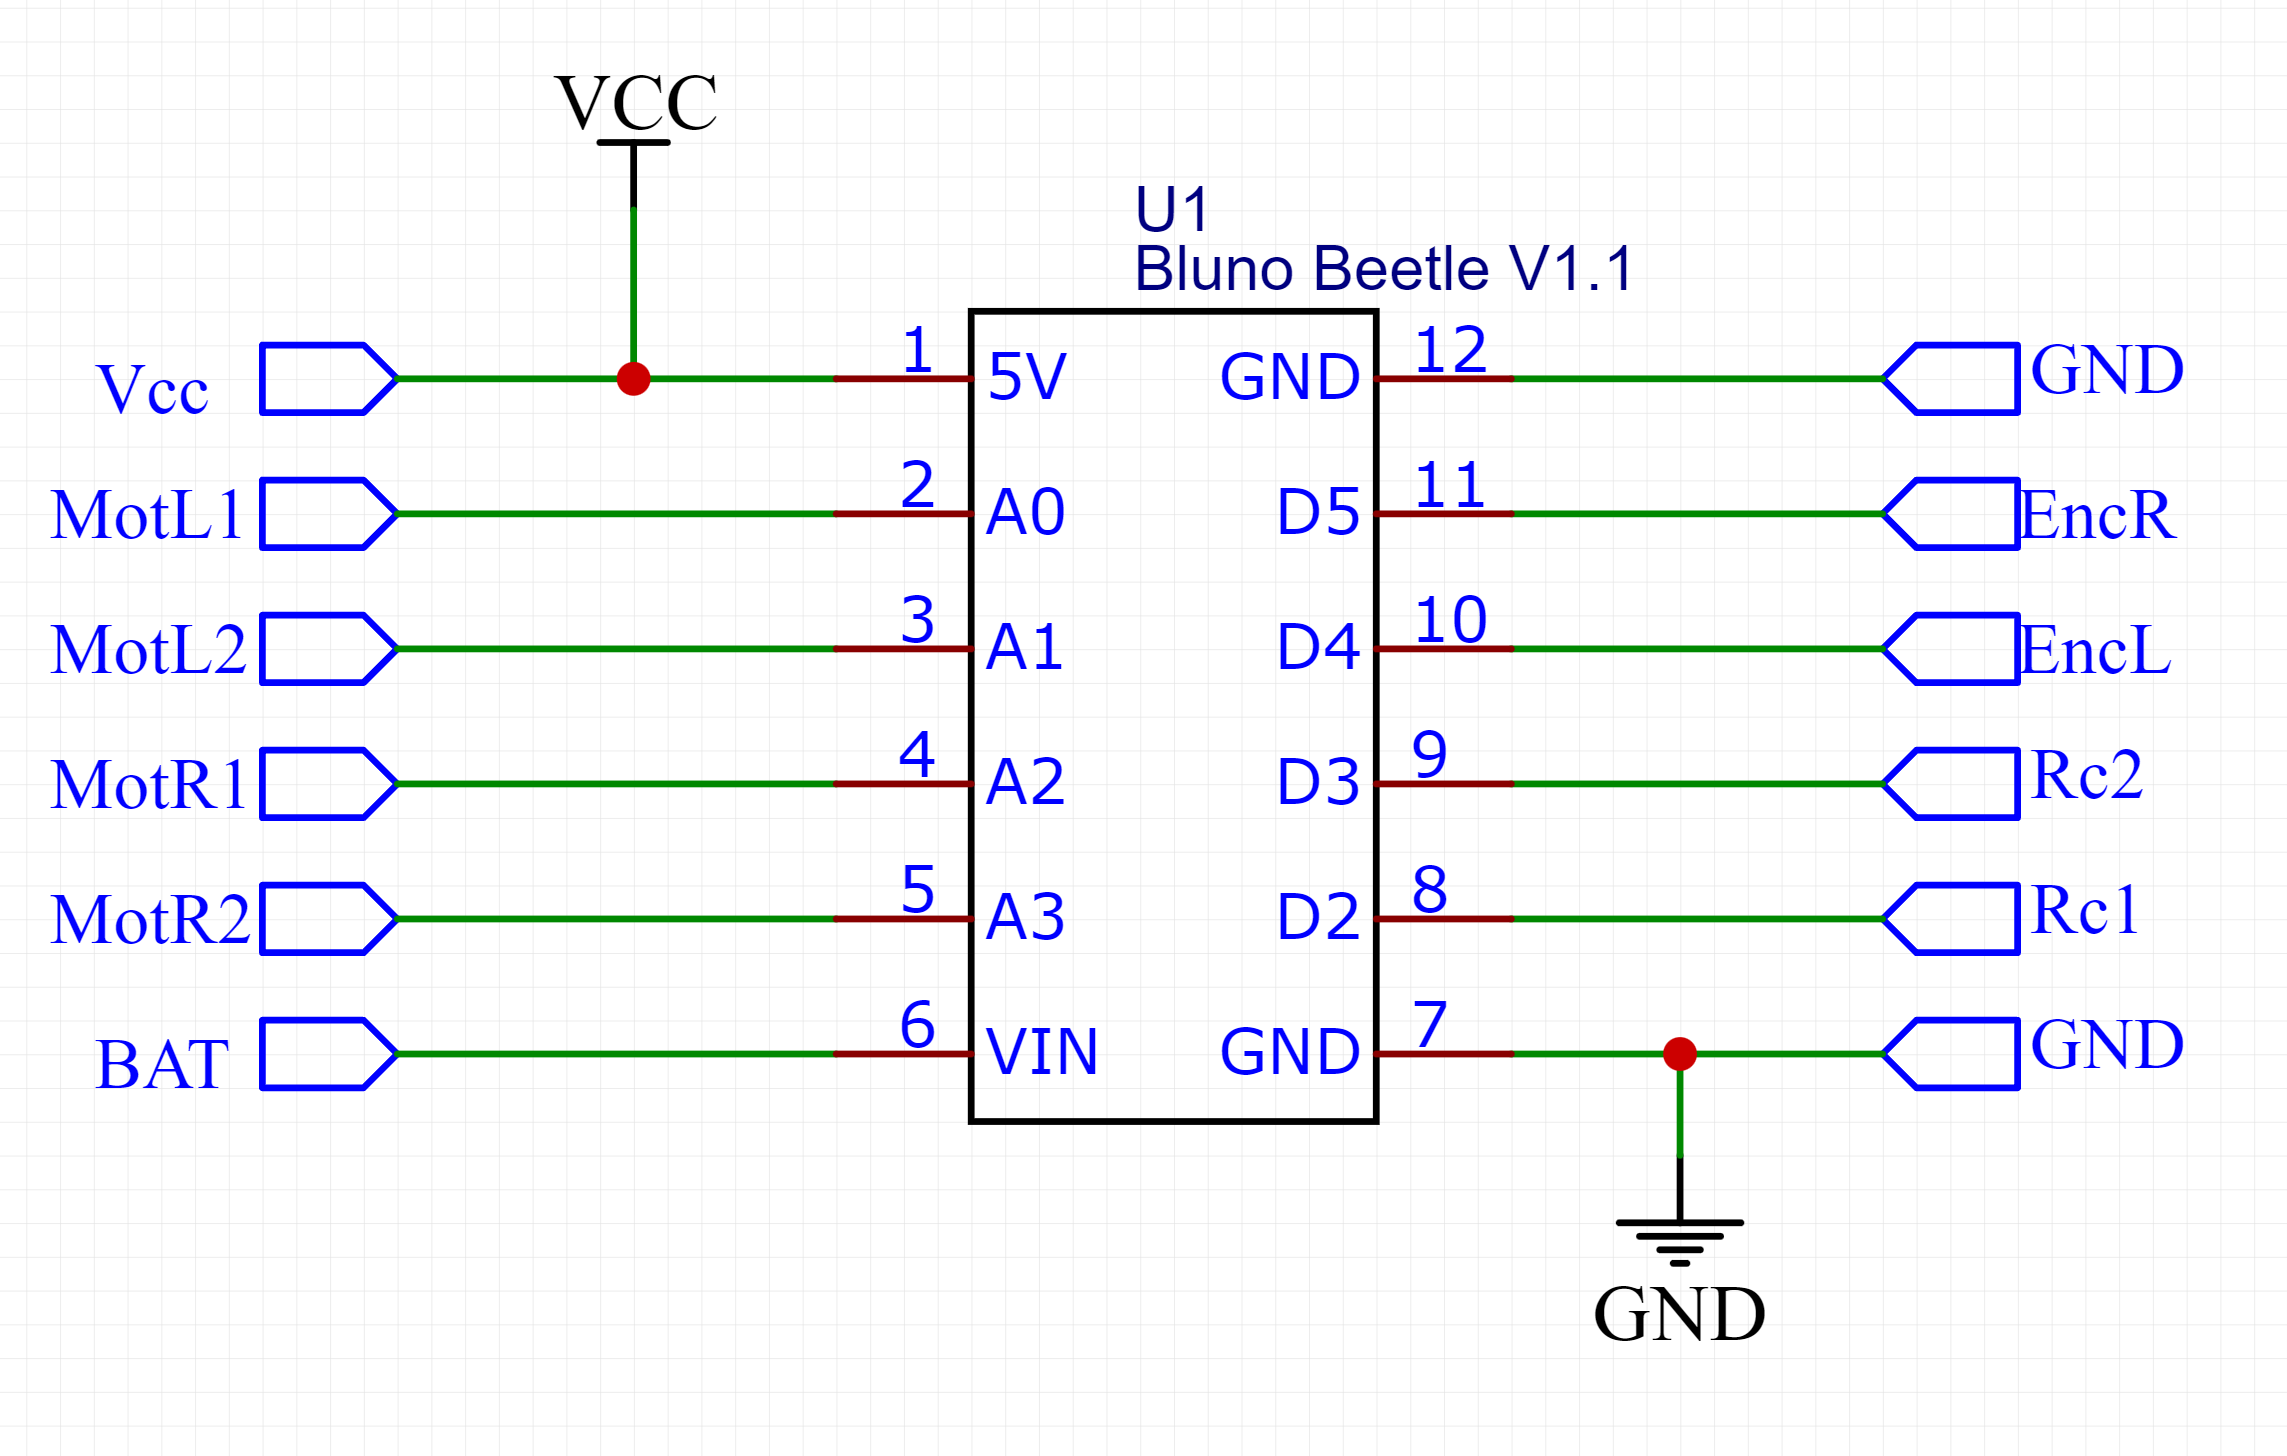 VCC
U1
Bluno Beetle V1.1
Vcc 1 5V GND 12 GND
MotL1 2 A0 D5 11 EncR
MotL2 3 A1 D4 10 EncL
MotR1 4 A2 D3 9 Rc2
MotR2 5 A3 D2 8 Rc1
BAT 6 VIN GND 7 GND
GND